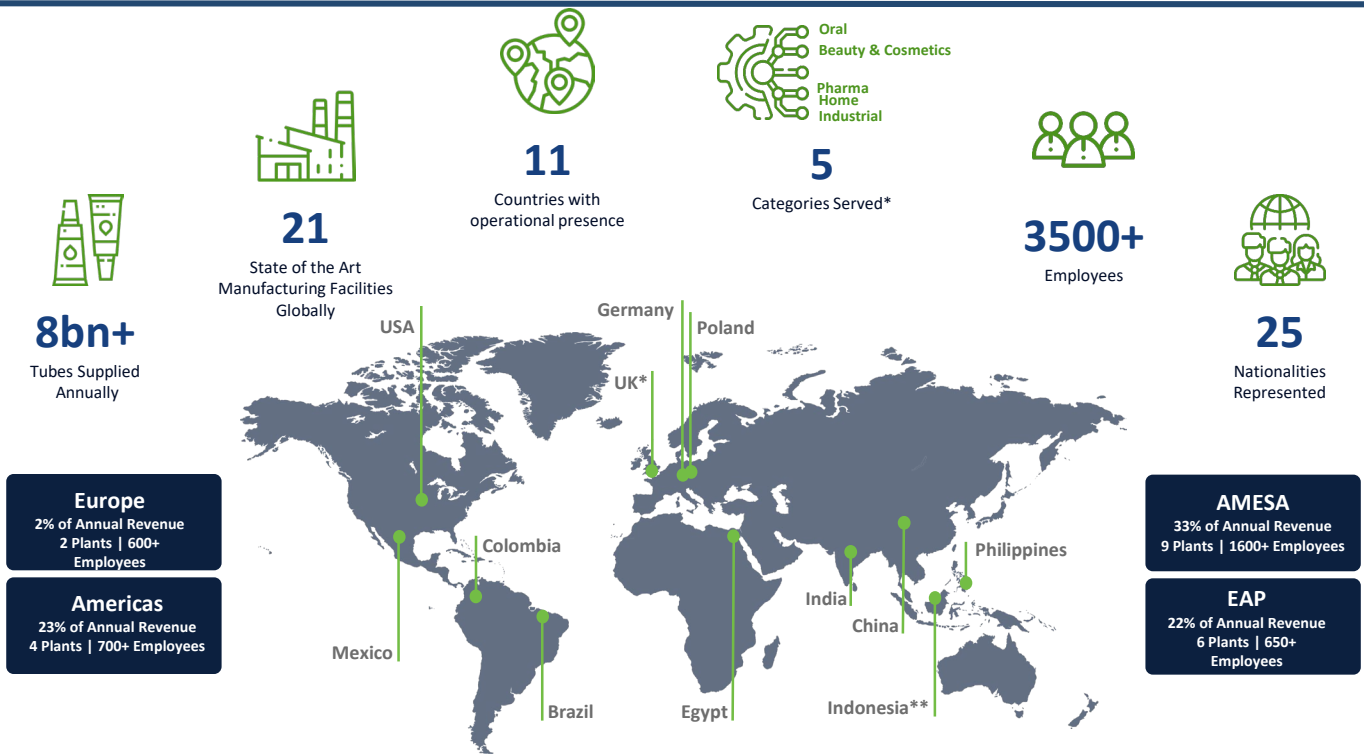 Oral
Beauty & Cosmetics
Pharma
Home
Industrial
8bn+
Tubes Supplied
Annually
21
State of the Art
Manufacturing Facilities
Globally
11
Countries with
operational presence
5
Categories Served*
3500+
Employees
25
Nationalities
Represented
USA
Germany
Poland
UK*
Colombia
Mexico
Brazil
Egypt
India
China
Philippines
Indonesia**
Europe
2% of Annual Revenue
2 Plants | 600+
Employees
Americas
23% of Annual Revenue
4 Plants | 700+ Employees
AMESA
33% of Annual Revenue
9 Plants | 1600+ Employees
EAP
22% of Annual Revenue
6 Plants | 650+
Employees